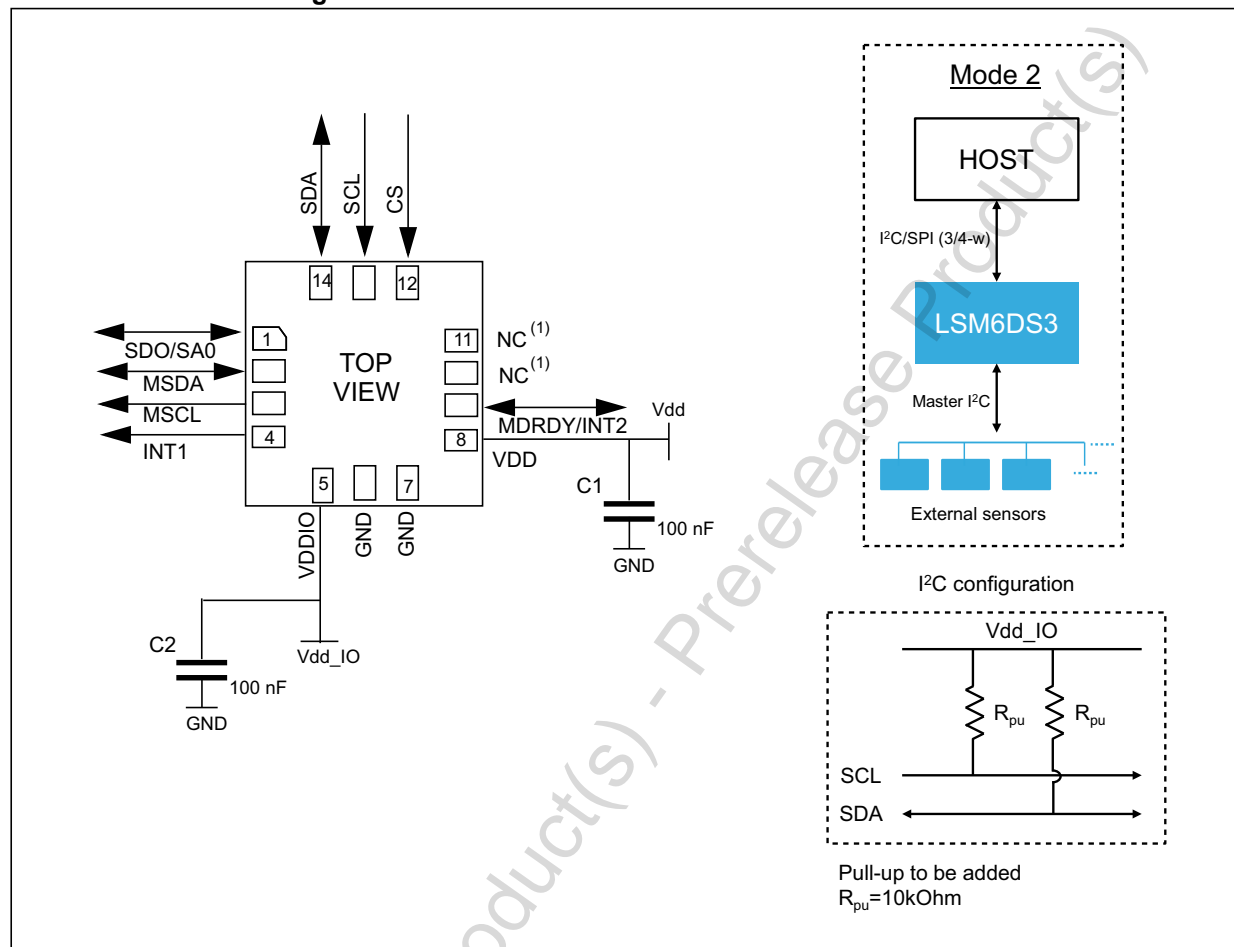 g
SDA
SCL
CS
14
12
1
11
4
8
5
7
TOP
VIEW
SDO/SA0
MSDA
MSCL
INT1
NC(1)
NC(1)
MDRDY/INT2
Vdd
VDD
C1
100 nF
GND
VDDIO
GND
GND
C2
Vdd_IO
100 nF
GND
Mode 2
HOST
I²C/SPI (3/4-w)
LSM6DS3
Master I²C
External sensors
I²C configuration
Vdd_IO
Rpu
Rpu
SCL
SDA
Pull-up to be added
Rpu=10kOhm
oduct(s) - Prerelease Product(s)